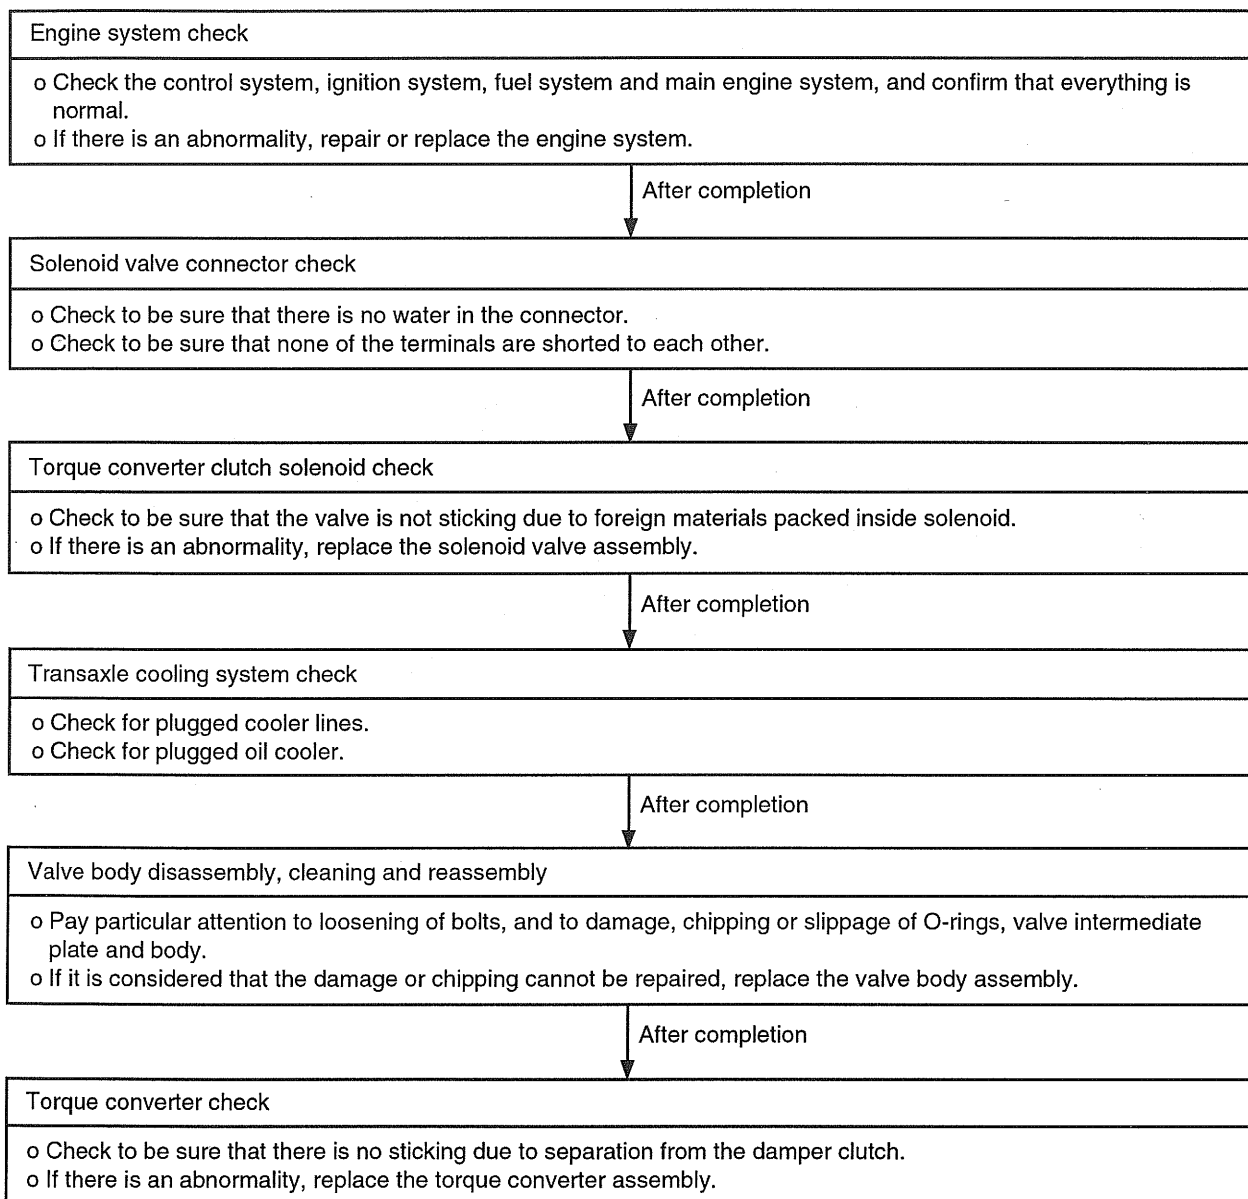 Engine system check
o Check the control system, ignition system, fuel system and main engine system, and confirm that everything is
normal.
o If there is an abnormality, repair or replace the engine system.
After completion
Solenoid valve connector check
o Check to be sure that there is no water in the connector.
o Check to be sure that none of the terminals are shorted to each other.
After completion
Torque converter clutch solenoid check
o Check to be sure that the valve is not sticking due to foreign materials packed inside solenoid.
o If there is an abnormality, replace the solenoid valve assembly.
After completion
Transaxle cooling system check
o Check for plugged cooler lines.
o Check for plugged oil cooler.
After completion
Valve body disassembly, cleaning and reassembly
o Pay particular attention to loosening of bolts, and to damage, chipping or slippage of O-rings, valve intermediate
plate and body.
o If it is considered that the damage or chipping cannot be repaired, replace the valve body assembly.
After completion
Torque converter check
o Check to be sure that there is no sticking due to separation from the damper clutch.
o If there is an abnormality, replace the torque converter assembly.